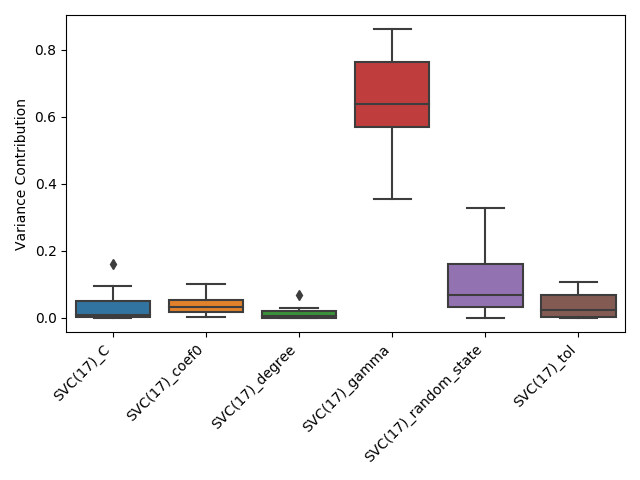 Variance Contribution
0.8
0.6
0.4
0.2
0.0
SVC(17)_C
SVC(17)_coef0
SVC(17)_degree
SVC(17)_gamma
SVC(17)_random_state
SVC(17)_tol